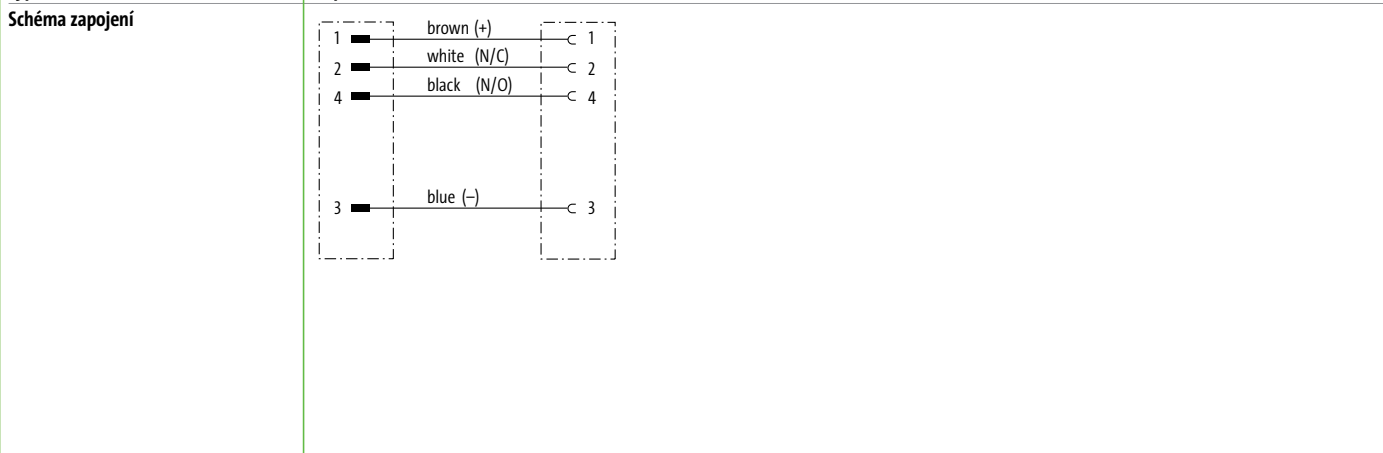 Schéma zapojení
1 brown (+) 1
2 white (N/C) 2
4 black (N/O) 4
3 blue (–) 3